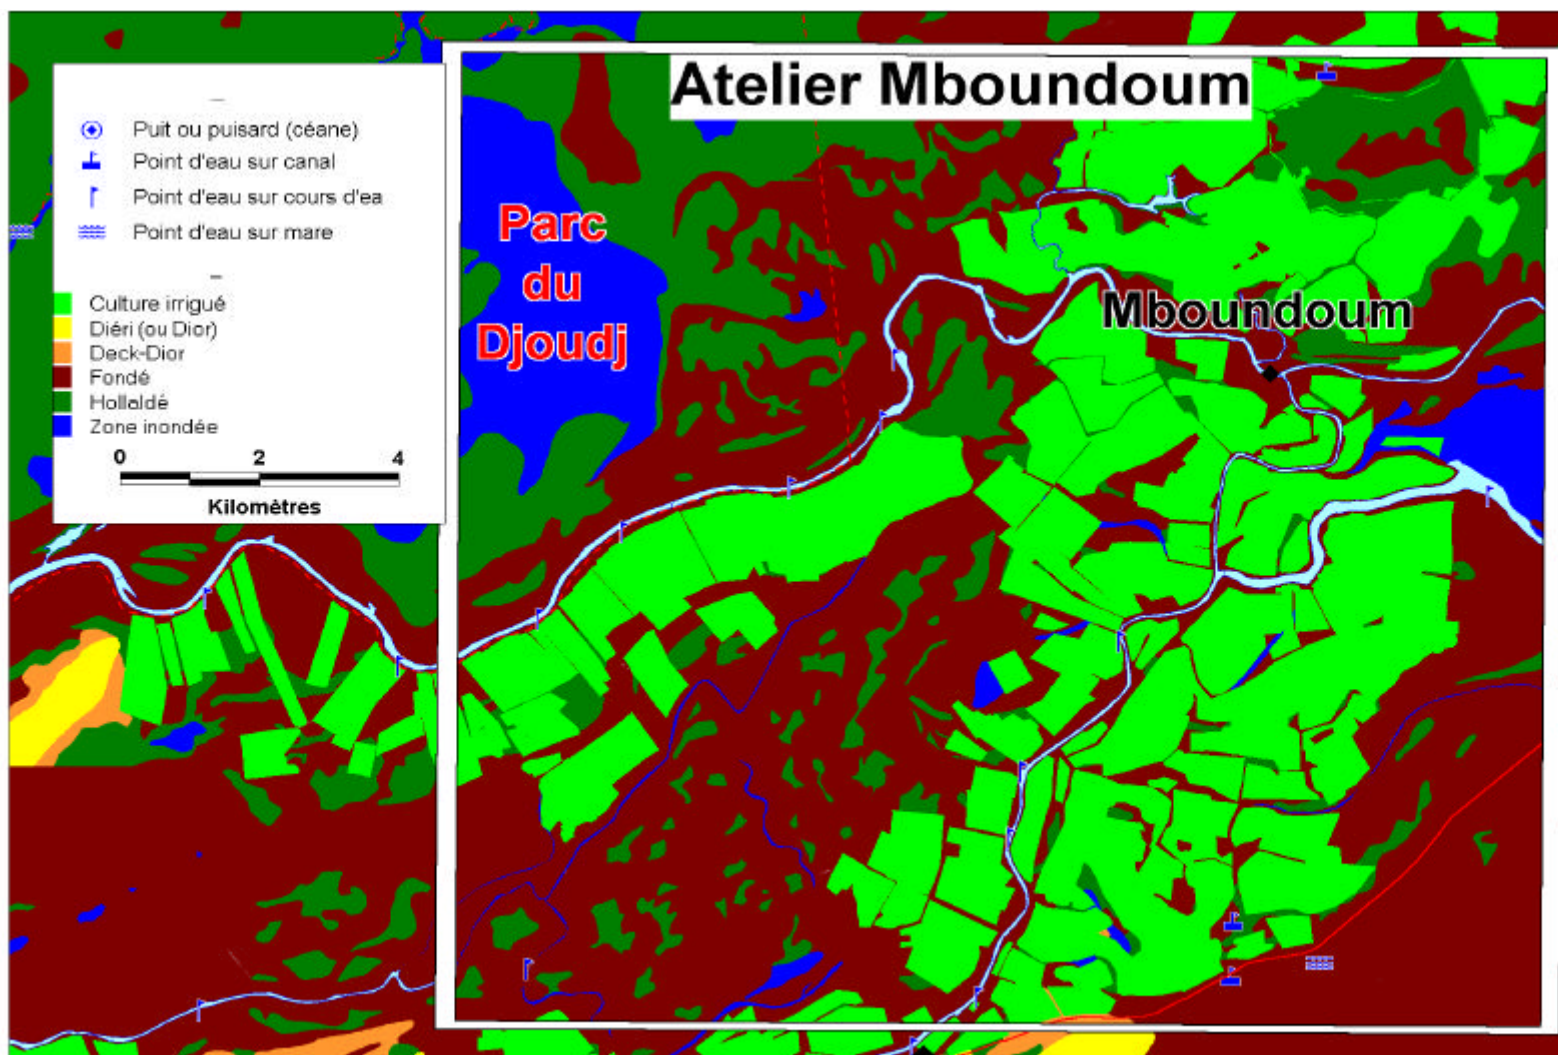 Atelier Mboundoum
Puit ou puisard (céane)
Point d'eau sur canal
Point d'eau sur cours d'ea
Point d'eau sur mare
Culture irrigué
Diéri (ou Dior)
Deck-Dior
Fondé
Hollaldé
Zone inondée
0 2 4
Kilomètres
Parc
du
Djoudj
Mboundoum